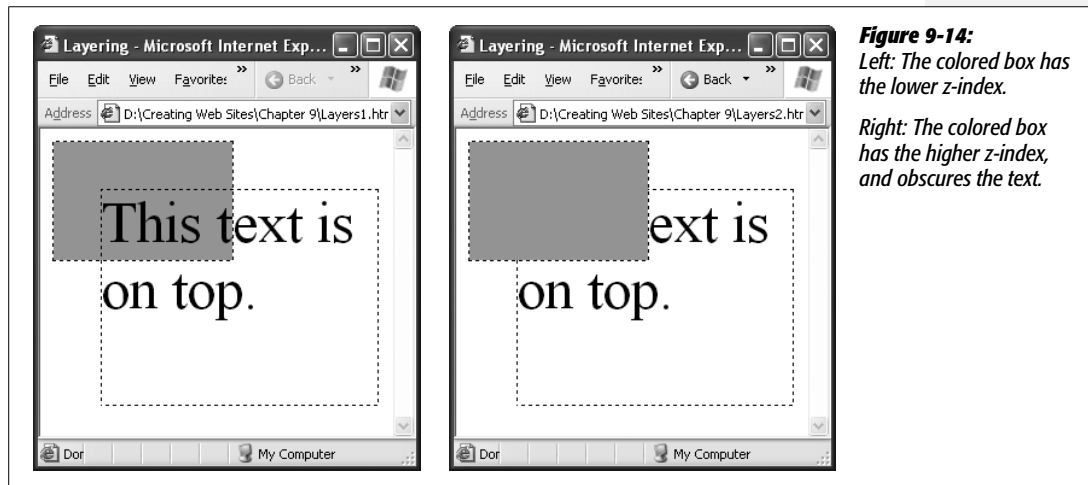 Layering - Microsoft Internet Exp...
File Edit View Favorites » Back »
Address D:\Creating Web Sites\Chapter 9\Layers1.htr
This text is
on top.
Dor My Computer
Layering - Microsoft Internet Exp...
File Edit View Favorites » Back »
Address D:\Creating Web Sites\Chapter 9\Layers2.htr
ext is
on top.
Dor My Computer
Figure 9-14:
Left: The colored box has
the lower z-index.
Right: The colored box
has the higher z-index,
and obscures the text.